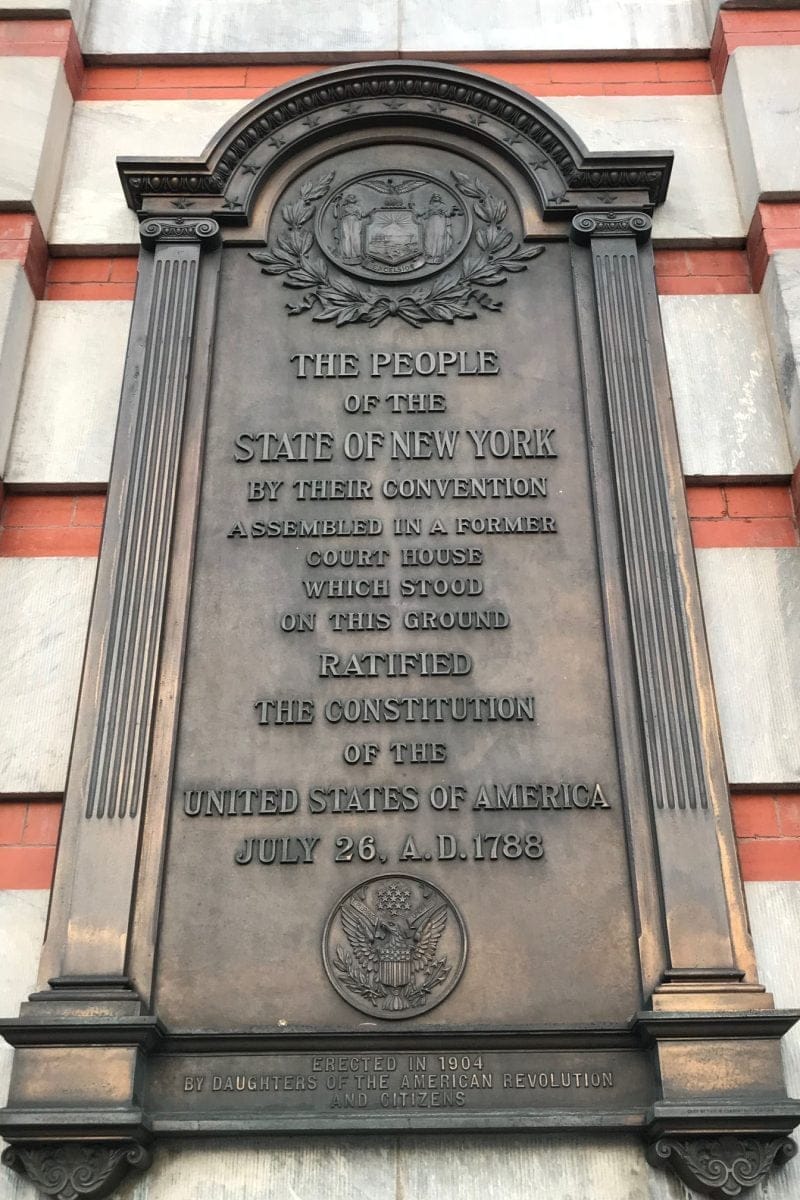 EXCELSIOR
THE PEOPLE
OF THE
STATE OF NEW YORK
BY THEIR CONVENTION
ASSEMBLED IN A FORMER
COURT HOUSE
WHICH STOOD
ON THIS GROUND
RATIFIED
THE CONSTITUTION
OF THE
UNITED STATES OF AMERICA
JULY 26, A.D. 1788
ERECTED IN 1904
BY DAUGHTERS OF THE AMERICAN REVOLUTION
AND CITIZENS